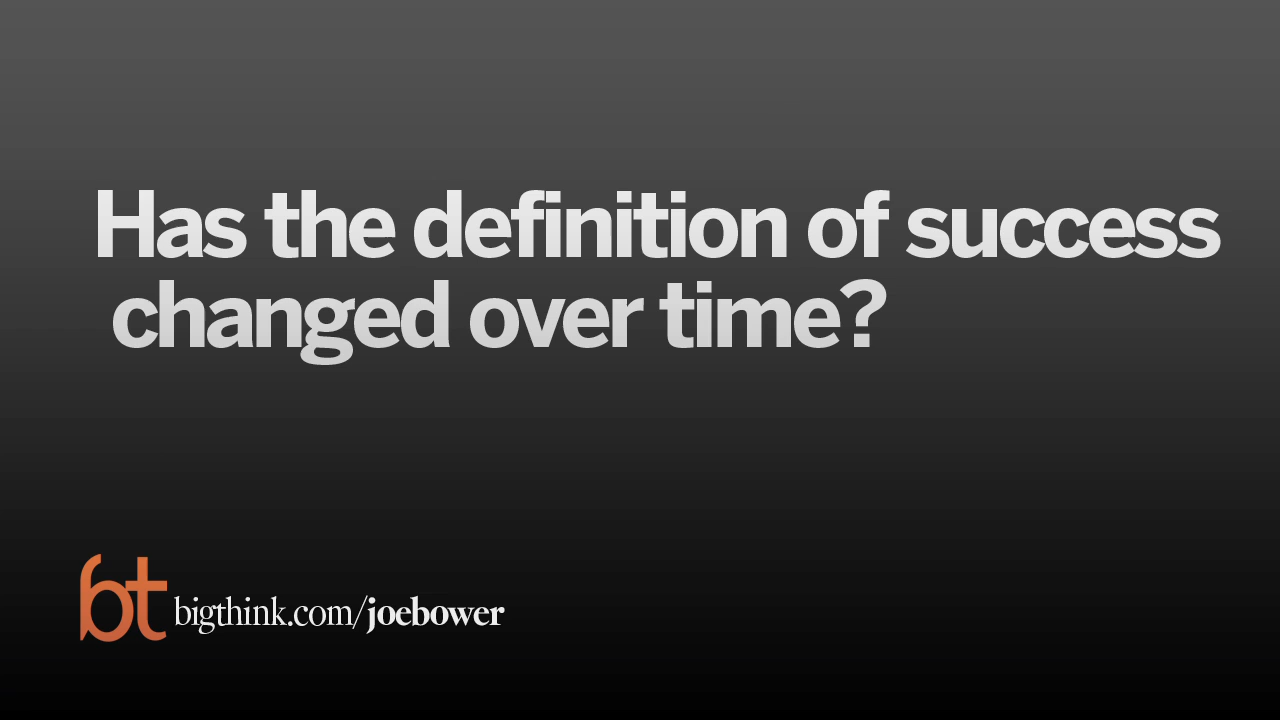 Has the definition of success
changed over time?
bt bigthink.com/joebower